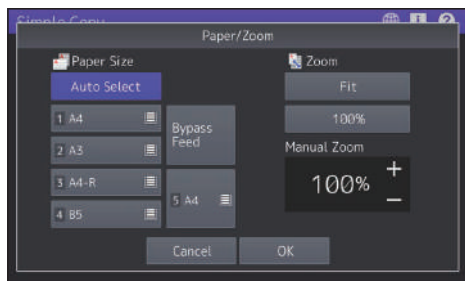 Simple Copy
Paper/Zoom
Paper Size
Auto Select
1 A4
2 A3
3 A4-R
4 B5
Bypass
Feed
5 A4
Zoom
Fit
100%
Manual Zoom
100%
+
−
Cancel
OK